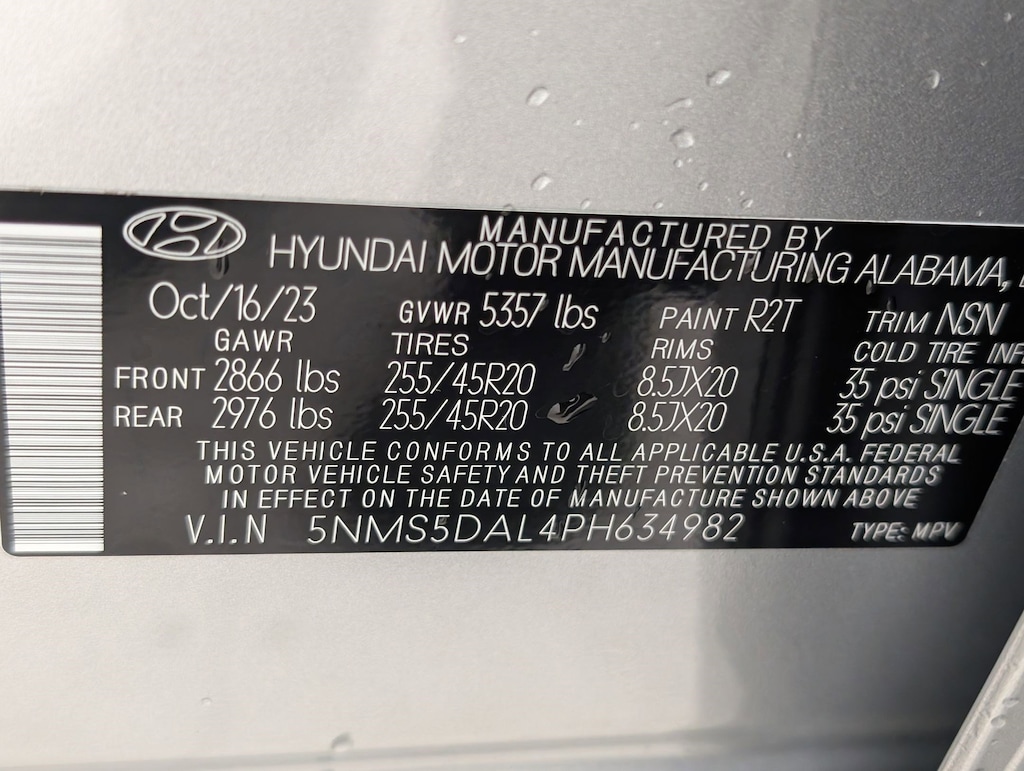 MANUFACTURED BY
HYUNDAI MOTOR MANUFACTURING ALABAMA,
Oct/16/23 GVWR 5357 lbs PAINT R2T TRIM NSN
GAWR TIRES RIMS COLD TIRE INF
FRONT 2866 lbs 255/45R20 8.5JX20 35 psi SINGLE
REAR 2976 lbs 255/45R20 8.5JX20 35 psi SINGLE
THIS VEHICLE CONFORMS TO ALL APPLICABLE U.S.A. FEDERAL
MOTOR VEHICLE SAFETY AND THEFT PREVENTION STANDARDS
IN EFFECT ON THE DATE OF MANUFACTURE SHOWN ABOVE
V.I.N 5NMS5DAL4PH634982 TYPE: MPV